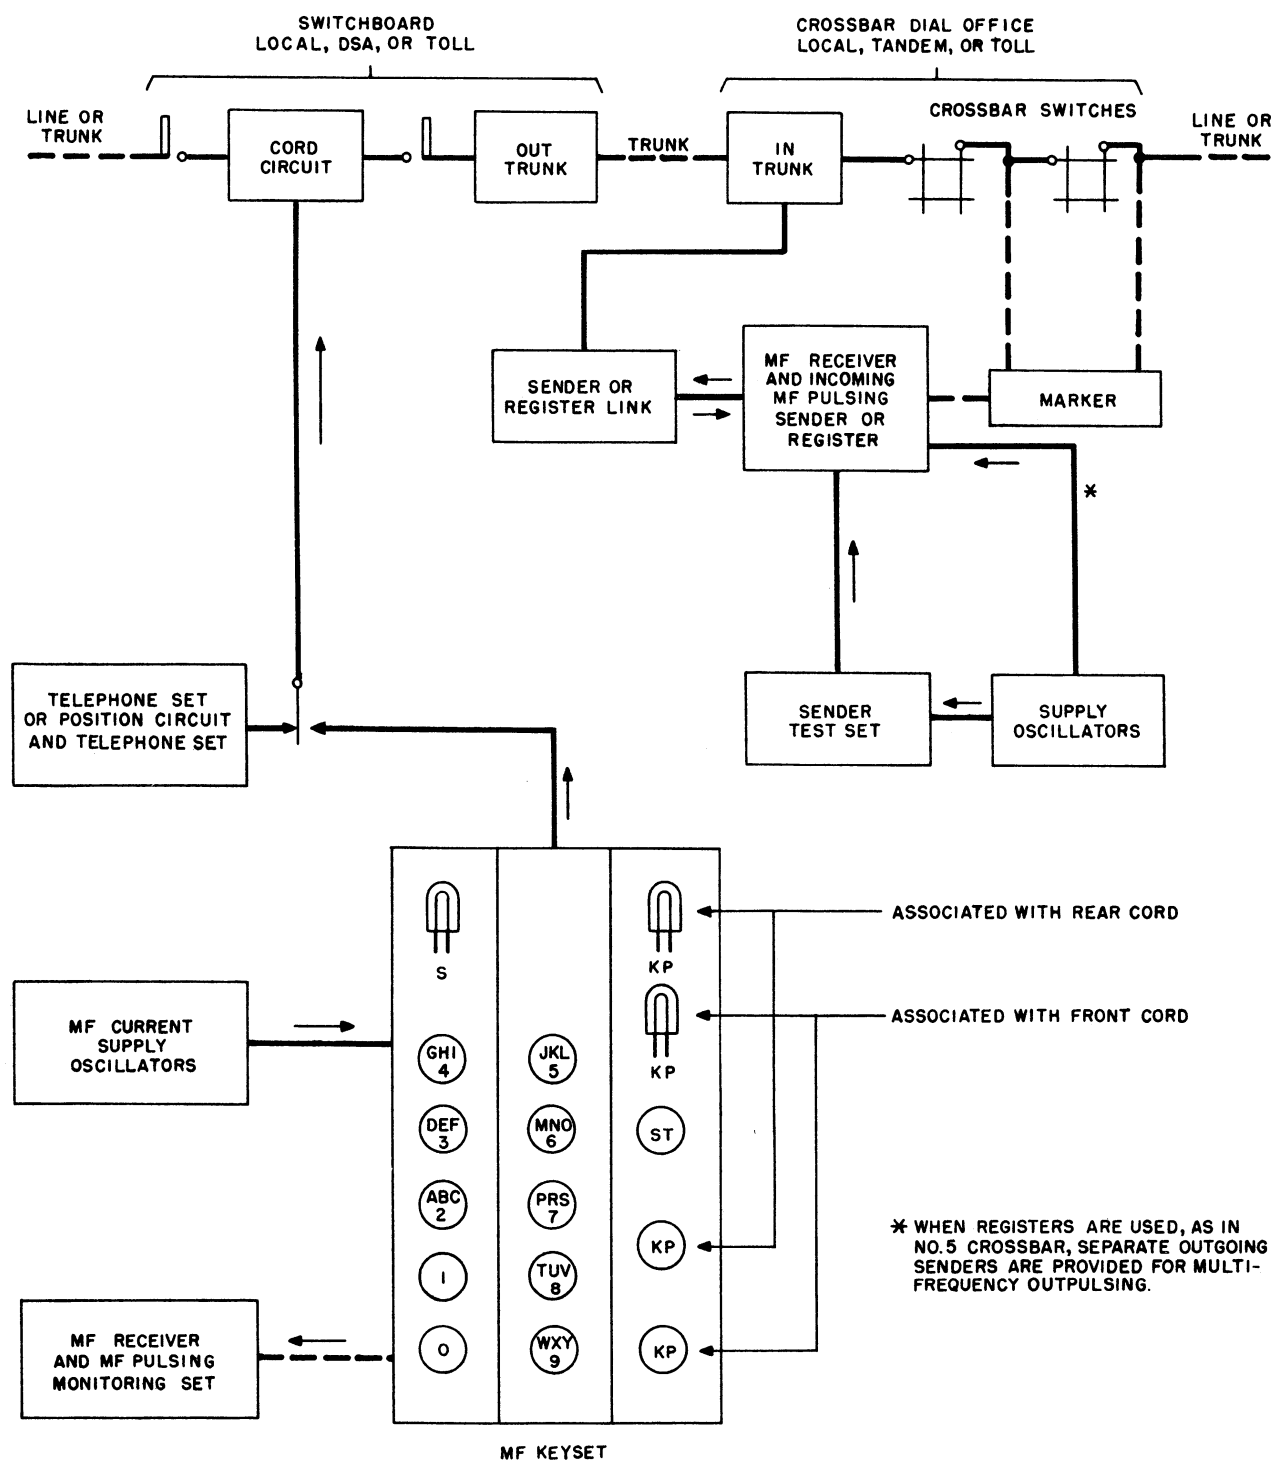 SWITCHBOARD
LOCAL, DSA, OR TOLL
CROSSBAR DIAL OFFICE
LOCAL, TANDEM, OR TOLL
CROSSBAR SWITCHES
LINE OR
TRUNK
CORD
CIRCUIT
OUT
TRUNK
TRUNK
IN
TRUNK
LINE OR
TRUNK
SENDER OR
REGISTER LINK
MF RECEIVER
AND INCOMING
MF PULSING
SENDER OR
REGISTER
MARKER
*
TELEPHONE SET
OR POSITION CIRCUIT
AND TELEPHONE SET
SENDER
TEST SET
SUPPLY
OSCILLATORS
S
KP
ASSOCIATED WITH REAR CORD
KP
ASSOCIATED WITH FRONT CORD
MF CURRENT
SUPPLY
OSCILLATORS
GHI
4
JKL
5
DEF
3
MNO
6
ST
ABC
2
PRS
7
KP
1
TUV
8
0
WXY
9
KP
* WHEN REGISTERS ARE USED, AS IN
NO.5 CROSSBAR, SEPARATE OUTGOING
SENDERS ARE PROVIDED FOR MULTI-
FREQUENCY OUTPULSING.
MF RECEIVER
AND MF PULSING
MONITORING SET
MF KEYSET